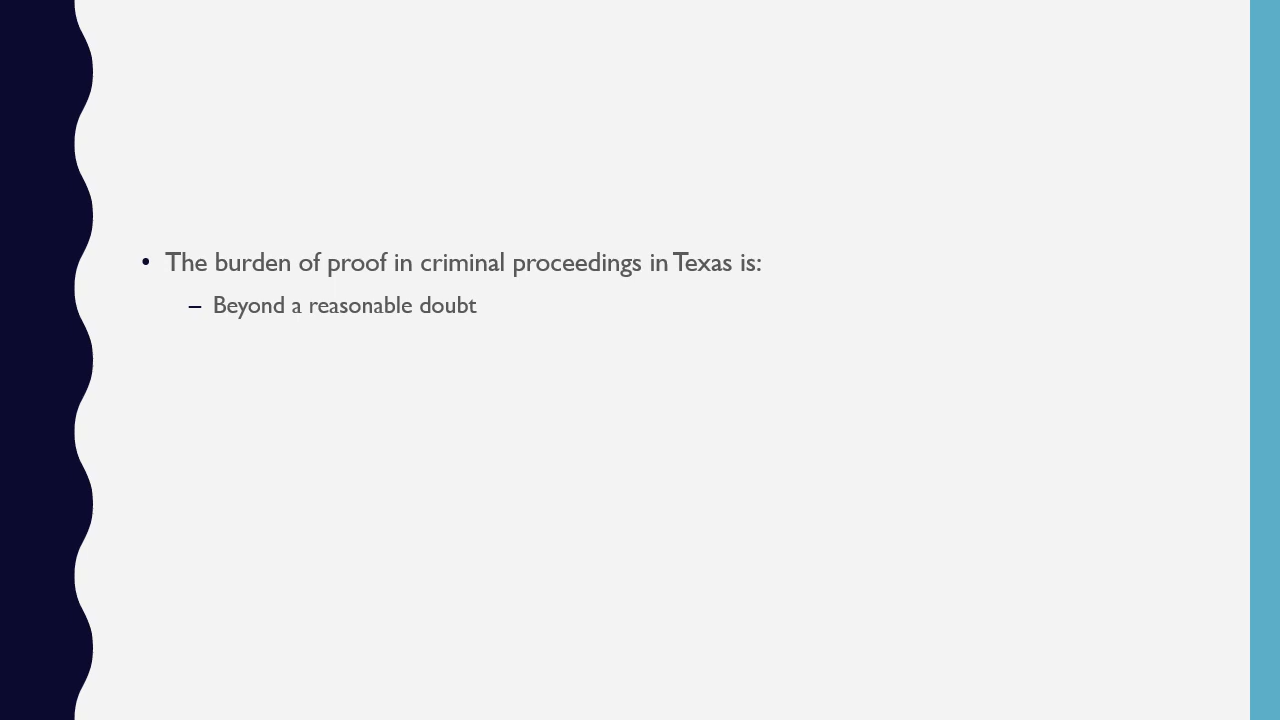 • The burden of proof in criminal proceedings in Texas is:
– Beyond a reasonable doubt